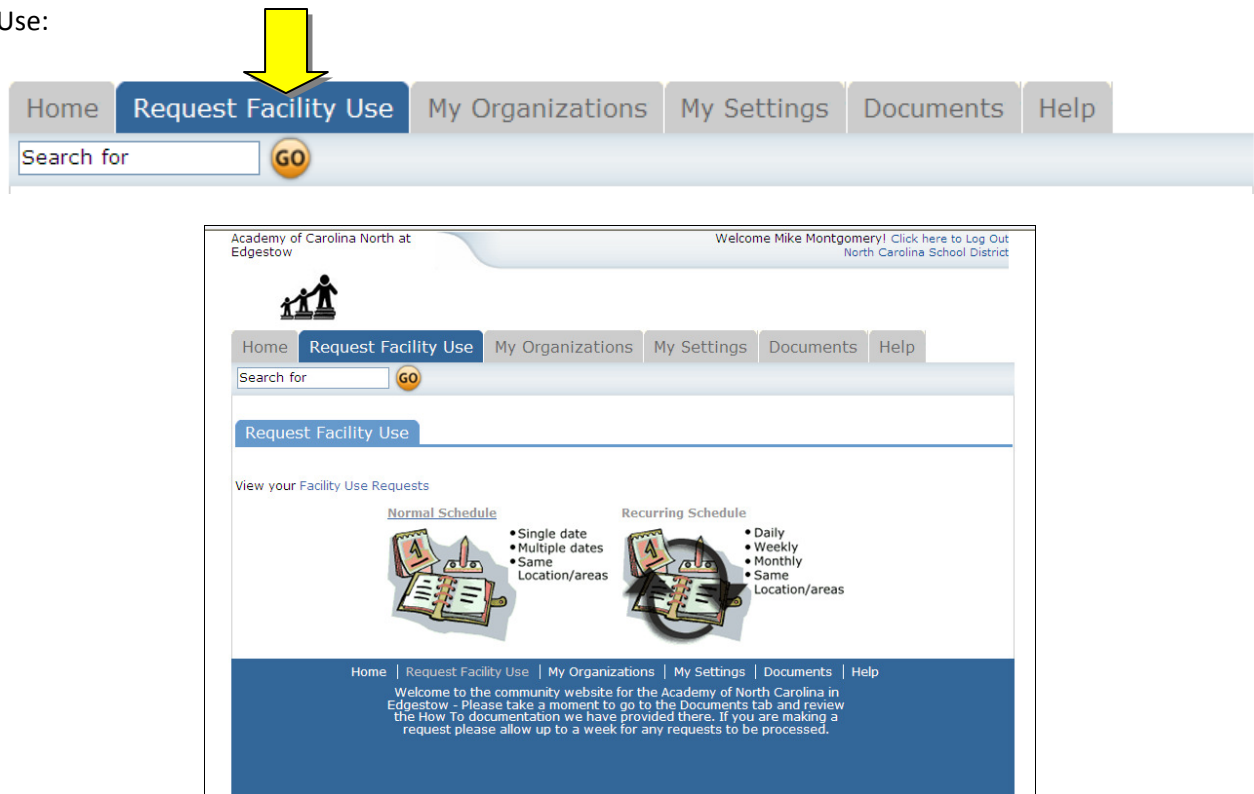 Use:
Home Request Facility Use My Organizations My Settings Documents Help
Search for GO
Academy of Carolina North at
Edgestow
Welcome Mike Montgomery! Click here to Log Out
North Carolina School District
Home Request Facility Use My Organizations My Settings Documents Help
Search for GO
Request Facility Use
View your Facility Use Requests
Normal Schedule
• Single date
• Multiple dates
• Same
Location/areas
Recurring Schedule
• Daily
• Weekly
• Monthly
• Same
Location/areas
Home | Request Facility Use | My Organizations | My Settings | Documents | Help
Welcome to the community website for the Academy of North Carolina in
Edgestow - Please take a moment to go to the Documents tab and review
the How To documentation we have provided there. If you are making a
request please allow up to a week for any requests to be processed.